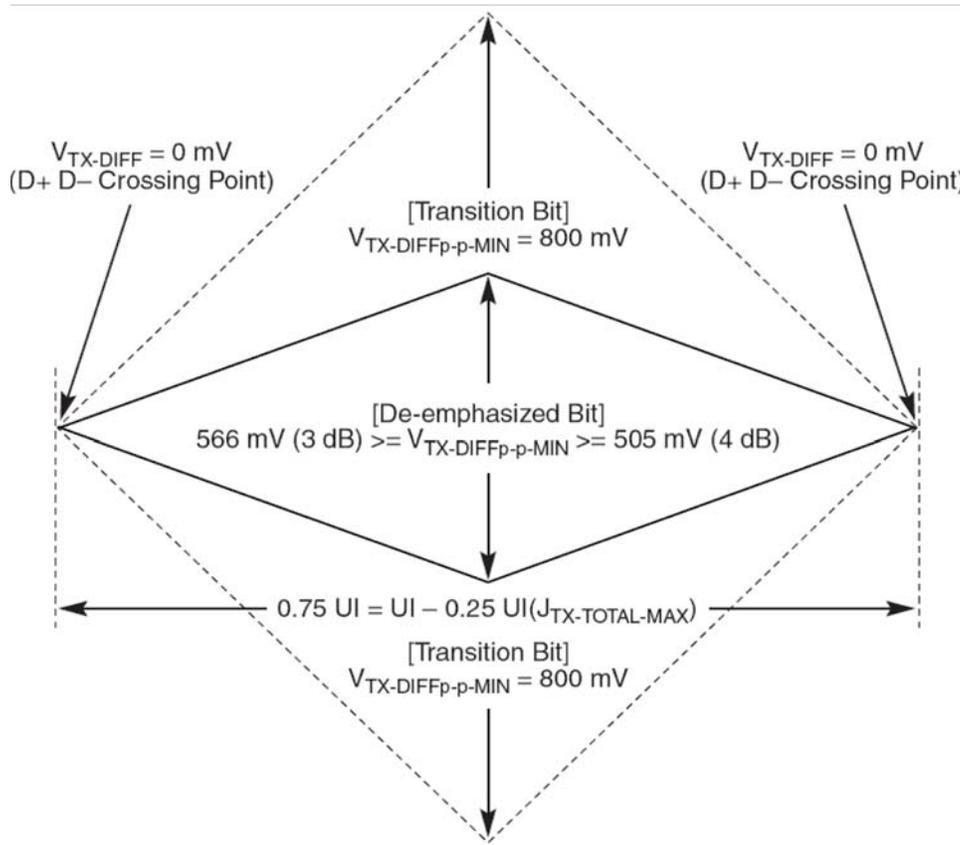 V_TX-DIFF = 0 mV
(D+ D– Crossing Point)
V_TX-DIFF = 0 mV
(D+ D– Crossing Point)
[Transition Bit]
V_TX-DIFFp-p-MIN = 800 mV
[De-emphasized Bit]
566 mV (3 dB) >= V_TX-DIFFp-p-MIN >= 505 mV (4 dB)
0.75 UI = UI – 0.25 UI(J_TX-TOTAL-MAX)
[Transition Bit]
V_TX-DIFFp-p-MIN = 800 mV